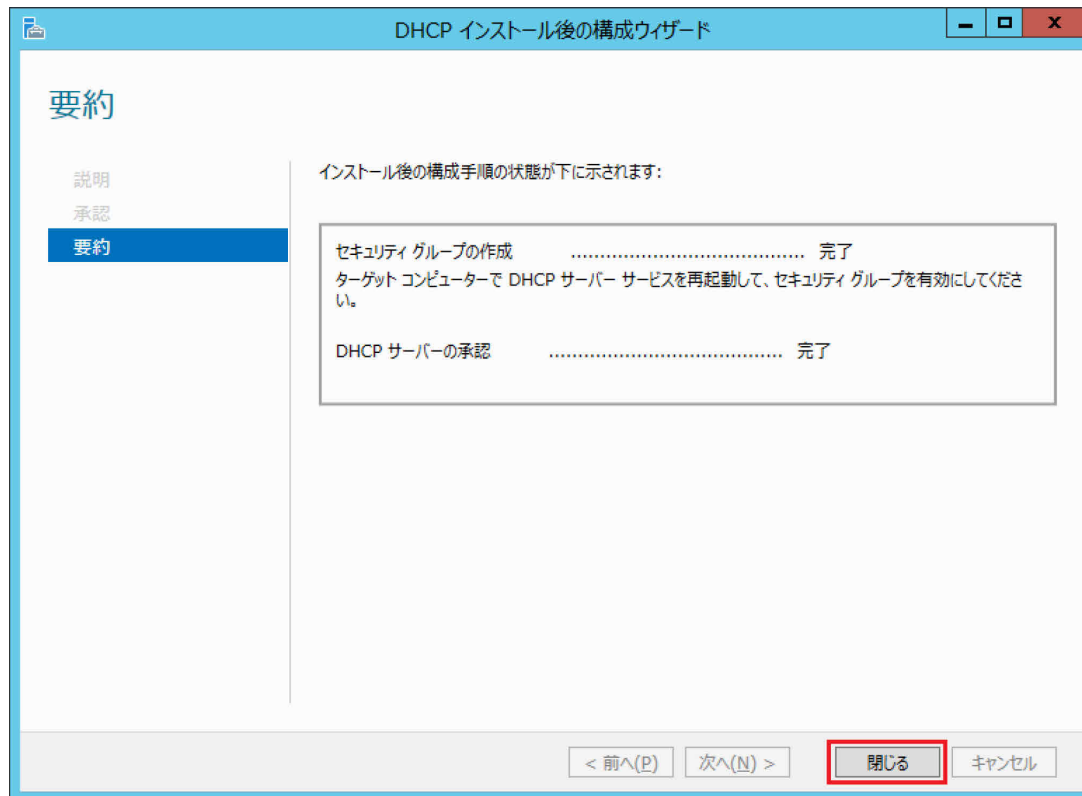 DHCP インストール後の構成ウィザード
要約
説明
承認
要約
インストール後の構成手順の状態が下に示されます:
セキュリティ グループの作成 ........................................ 完了
ターゲット コンピューターで DHCP サーバー サービスを再起動して、セキュリティ グループを有効にしてくださ
い。
DHCP サーバーの承認 ........................................ 完了
< 前へ(P) 次へ(N) > 閉じる キャンセル